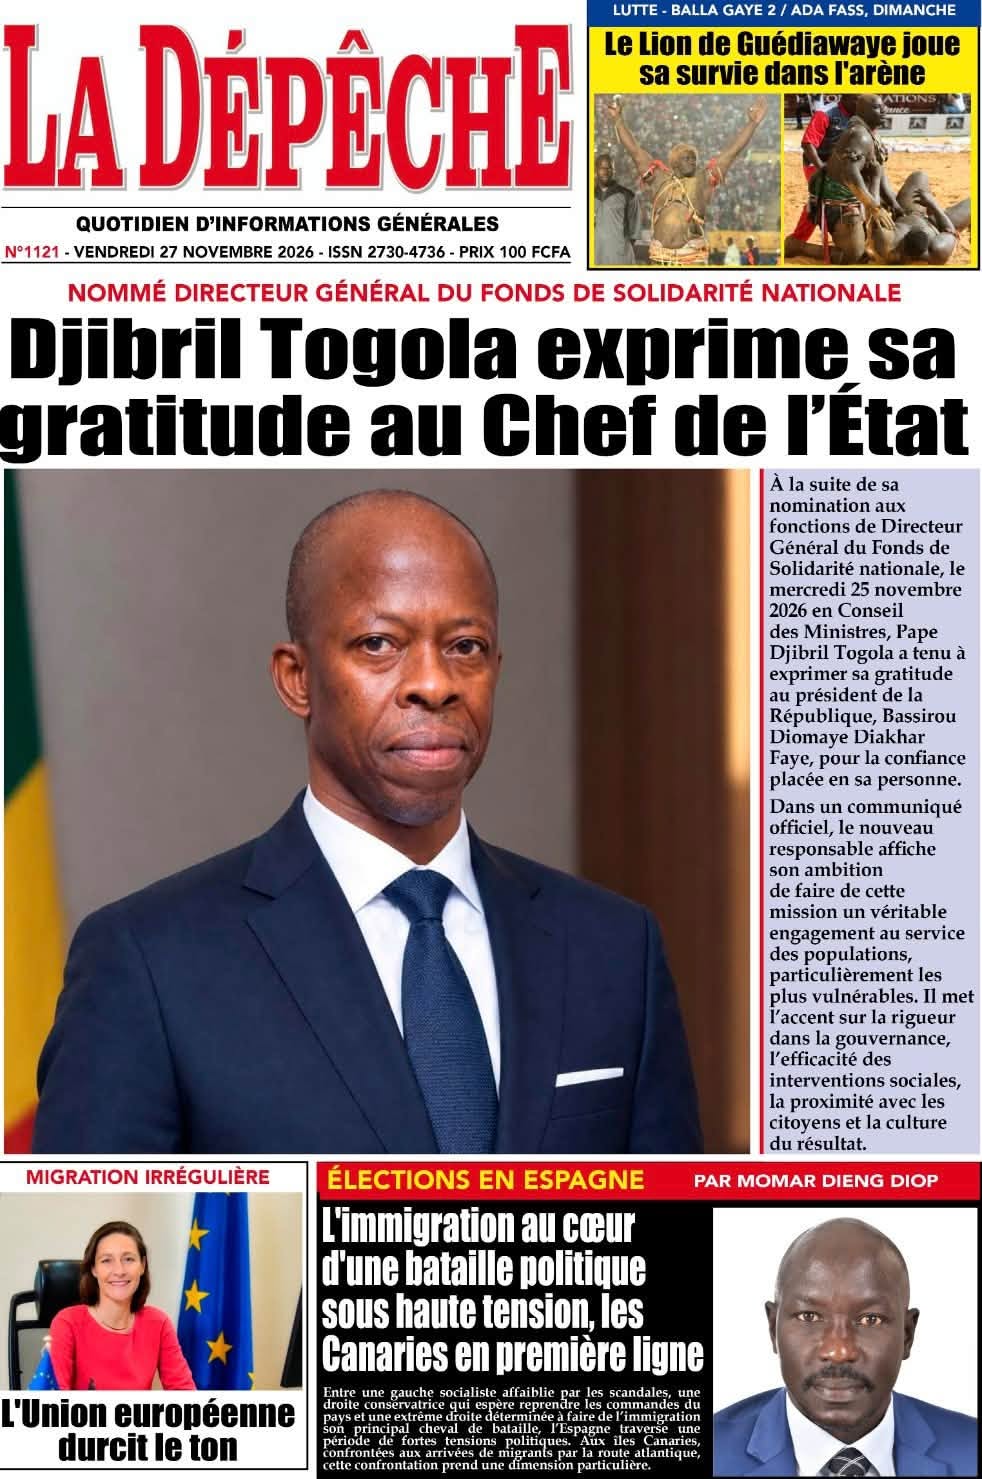 LA DÉPÊCHE
QUOTIDIEN D'INFORMATIONS GÉNÉRALES
N°1121 - VENDREDI 27 NOVEMBRE 2026 - ISSN 2730-4736 - PRIX 100 FCFA
LUTTE - BALLA GAYE 2 / ADA FASS, DIMANCHE
Le Lion de Guédiawaye joue
sa survie dans l'arène
NOMMÉ DIRECTEUR GÉNÉRAL DU FONDS DE SOLIDARITÉ NATIONALE
Djibril Togola exprime sa
gratitude au Chef de l'État
À la suite de sa
nomination aux
fonctions de Directeur
Général du Fonds de
Solidarité nationale, le
mercredi 25 novembre
2026 en Conseil
des Ministres, Pape
Djibril Togola a tenu à
exprimer sa gratitude
au président de la
République, Bassirou
Diomaye Diakhar
Faye, pour la confiance
placée en sa personne.
Dans un communiqué
officiel, le nouveau
responsable affiche
son ambition
de faire de cette
mission un véritable
engagement au service
des populations,
particulièrement les
plus vulnérables. Il met
l'accent sur la rigueur
dans la gouvernance,
l'efficacité des
interventions sociales,
la proximité avec les
citoyens et la culture
du résultat.
MIGRATION IRRÉGULIÈRE
L'Union européenne
durcit le ton
ÉLECTIONS EN ESPAGNE
PAR MOMAR DIENG DIOP
L'immigration au cœur
d'une bataille politique
sous haute tension, les
Canaries en première ligne
Entre une gauche socialiste affaiblie par les scandales, une
droite conservatrice qui espère reprendre les commandes du
pays et une extrême droite déterminée à faire de l'immigration
son principal cheval de bataille, l'Espagne traverse une
période de fortes tensions politiques. Aux îles Canaries,
confrontées aux arrivées de migrants par la route atlantique,
cette confrontation prend une dimension particulière.